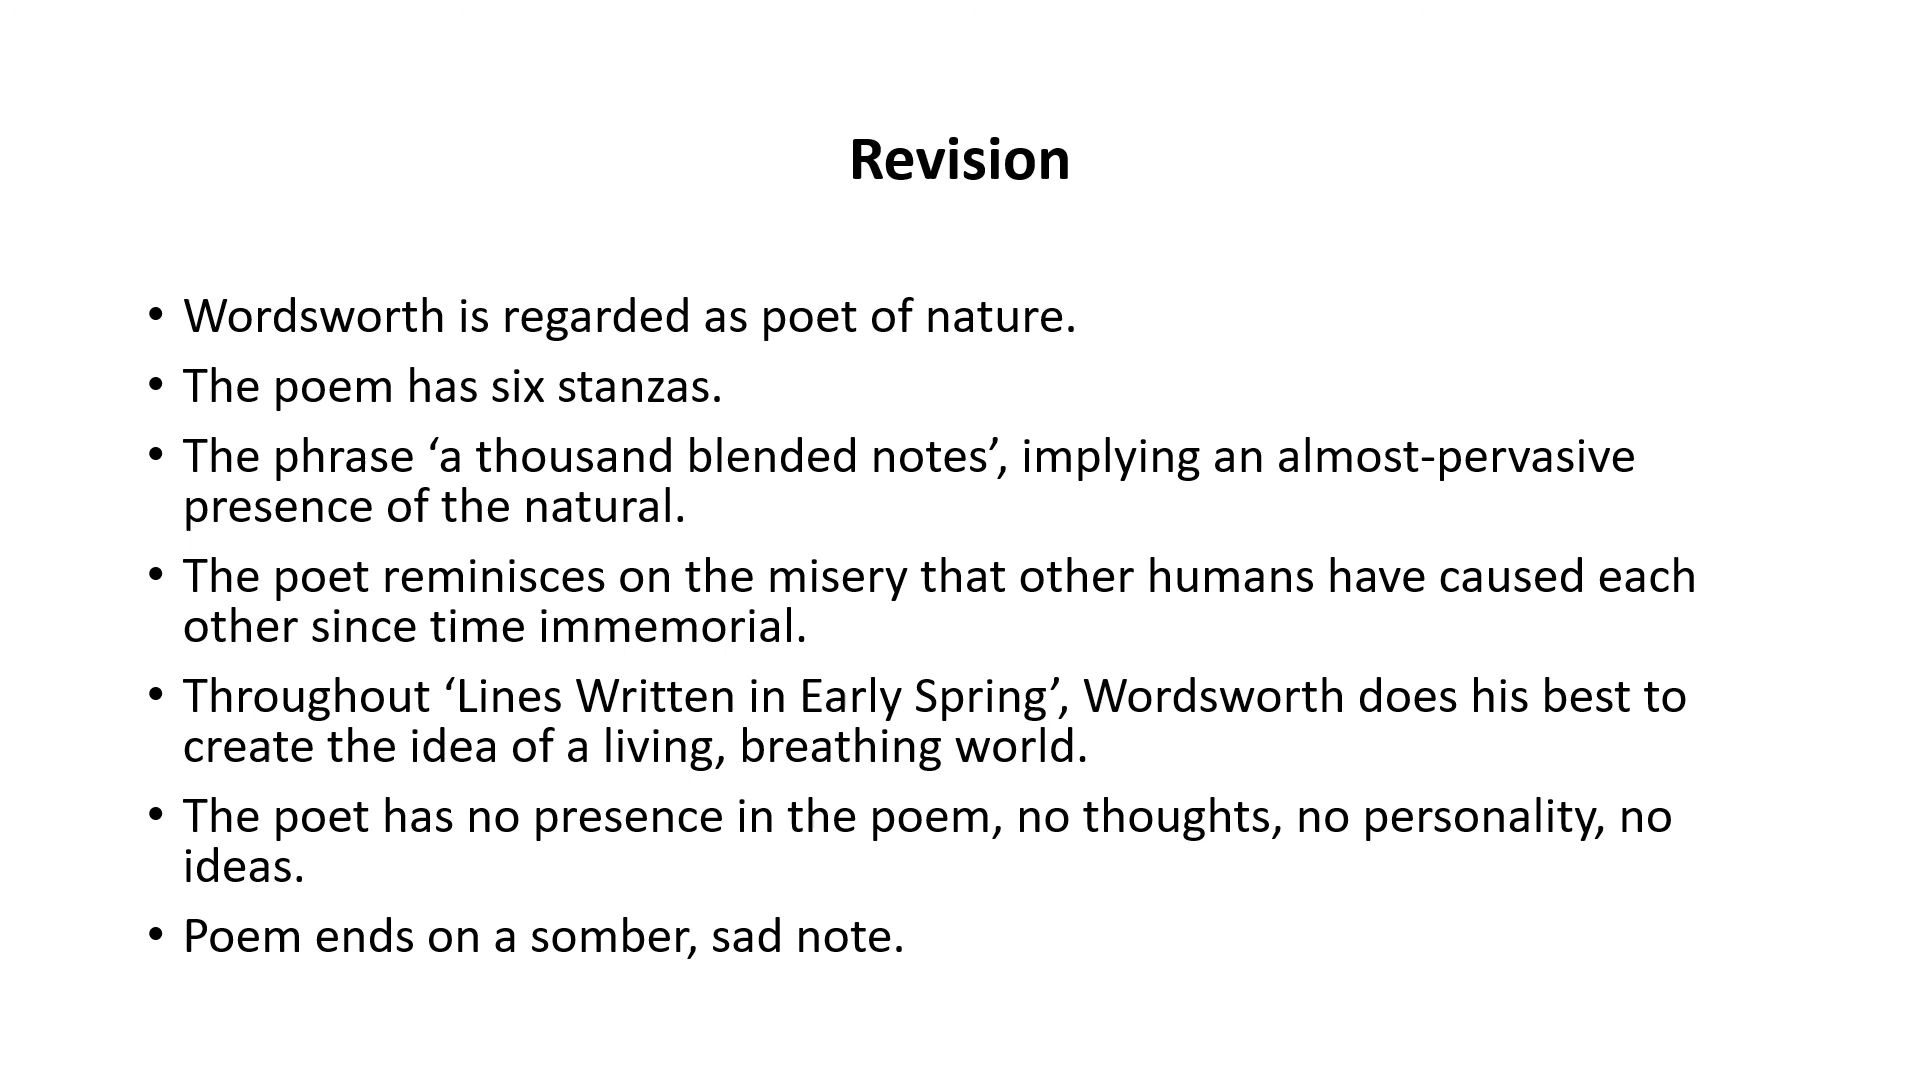 Revision
• Wordsworth is regarded as poet of nature.
• The poem has six stanzas.
• The phrase ‘a thousand blended notes’, implying an almost-pervasive
presence of the natural.
• The poet reminisces on the misery that other humans have caused each
other since time immemorial.
• Throughout ‘Lines Written in Early Spring’, Wordsworth does his best to
create the idea of a living, breathing world.
• The poet has no presence in the poem, no thoughts, no personality, no
ideas.
• Poem ends on a somber, sad note.